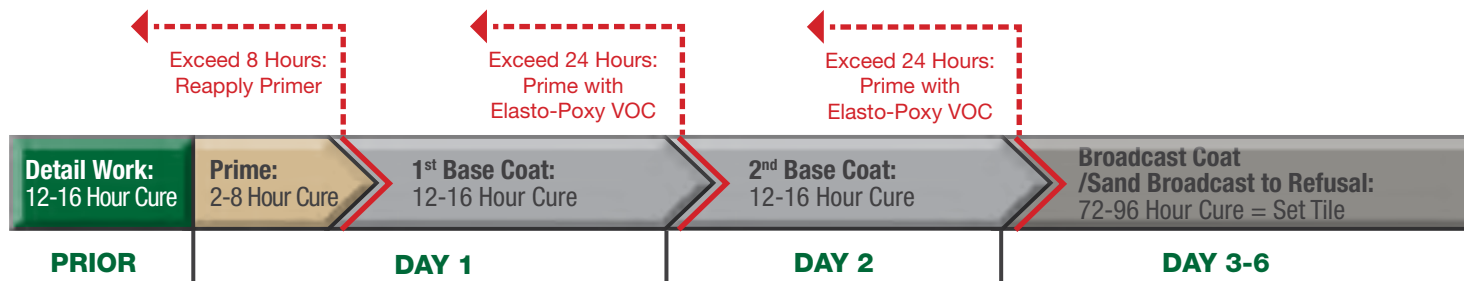 Exceed 8 Hours:
Reapply Primer
Exceed 24 Hours:
Prime with
Elasto-Poxy VOC
Exceed 24 Hours:
Prime with
Elasto-Poxy VOC
Detail Work:
12-16 Hour Cure
Prime:
2-8 Hour Cure
1st Base Coat:
12-16 Hour Cure
2nd Base Coat:
12-16 Hour Cure
Broadcast Coat
/Sand Broadcast to Refusal:
72-96 Hour Cure = Set Tile
PRIOR
DAY 1
DAY 2
DAY 3-6